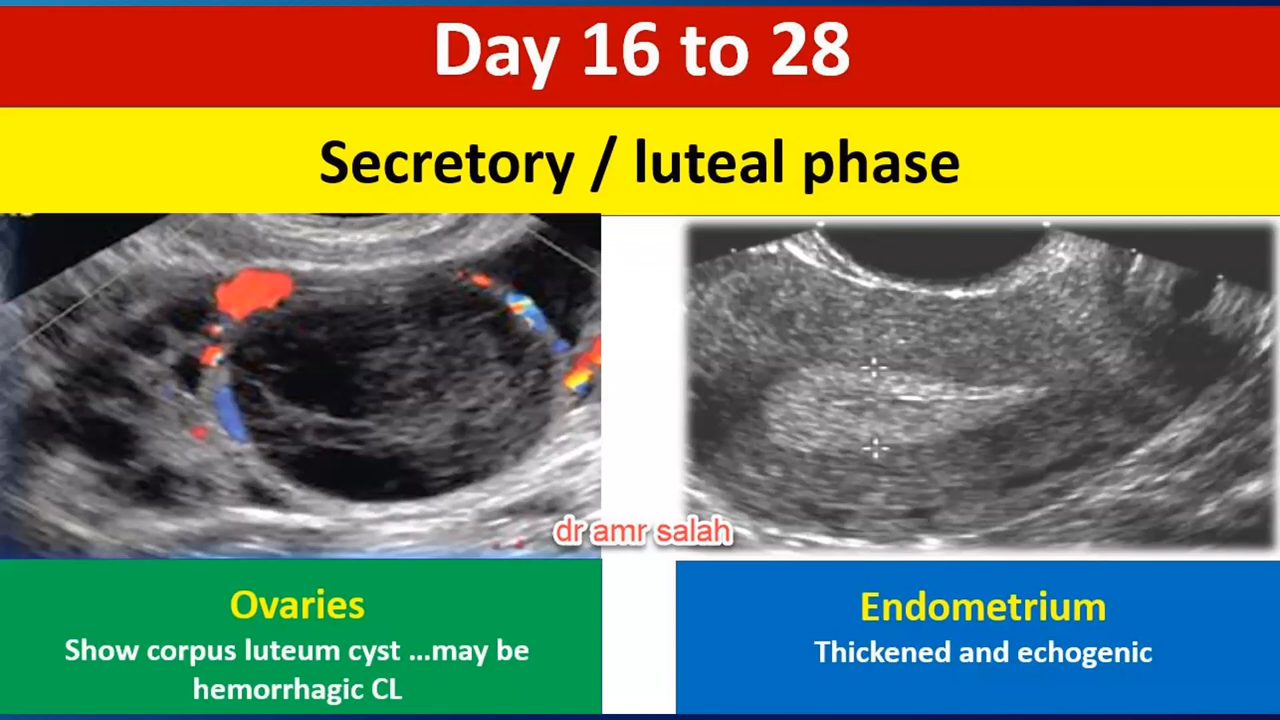 Day 16 to 28
Secretory / luteal phase
dr amr salah
Ovaries
Show corpus luteum cyst ...may be
hemorrhagic CL
Endometrium
Thickened and echogenic